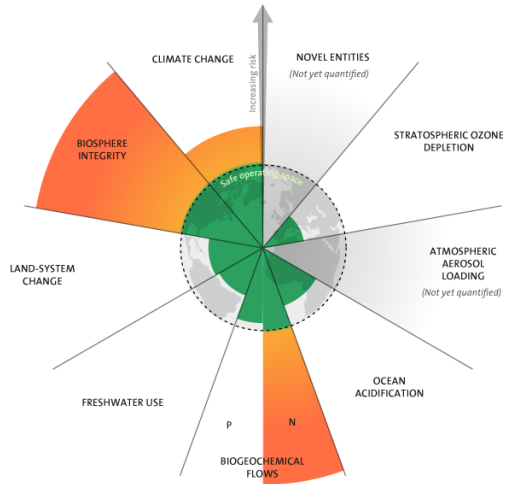 CLIMATE CHANGE
Increasing risk
NOVEL ENTITIES
(Not yet quantified)
STRATOSPHERIC OZONE
DEPLETION
BIOSPHERE
INTEGRITY
Safe operating space
ATMOSPHERIC
AEROSOL
LOADING
(Not yet quantified)
LAND-SYSTEM
CHANGE
OCEAN
ACIDIFICATION
FRESHWATER USE
P
N
BIOGEOCHEMICAL
FLOWS